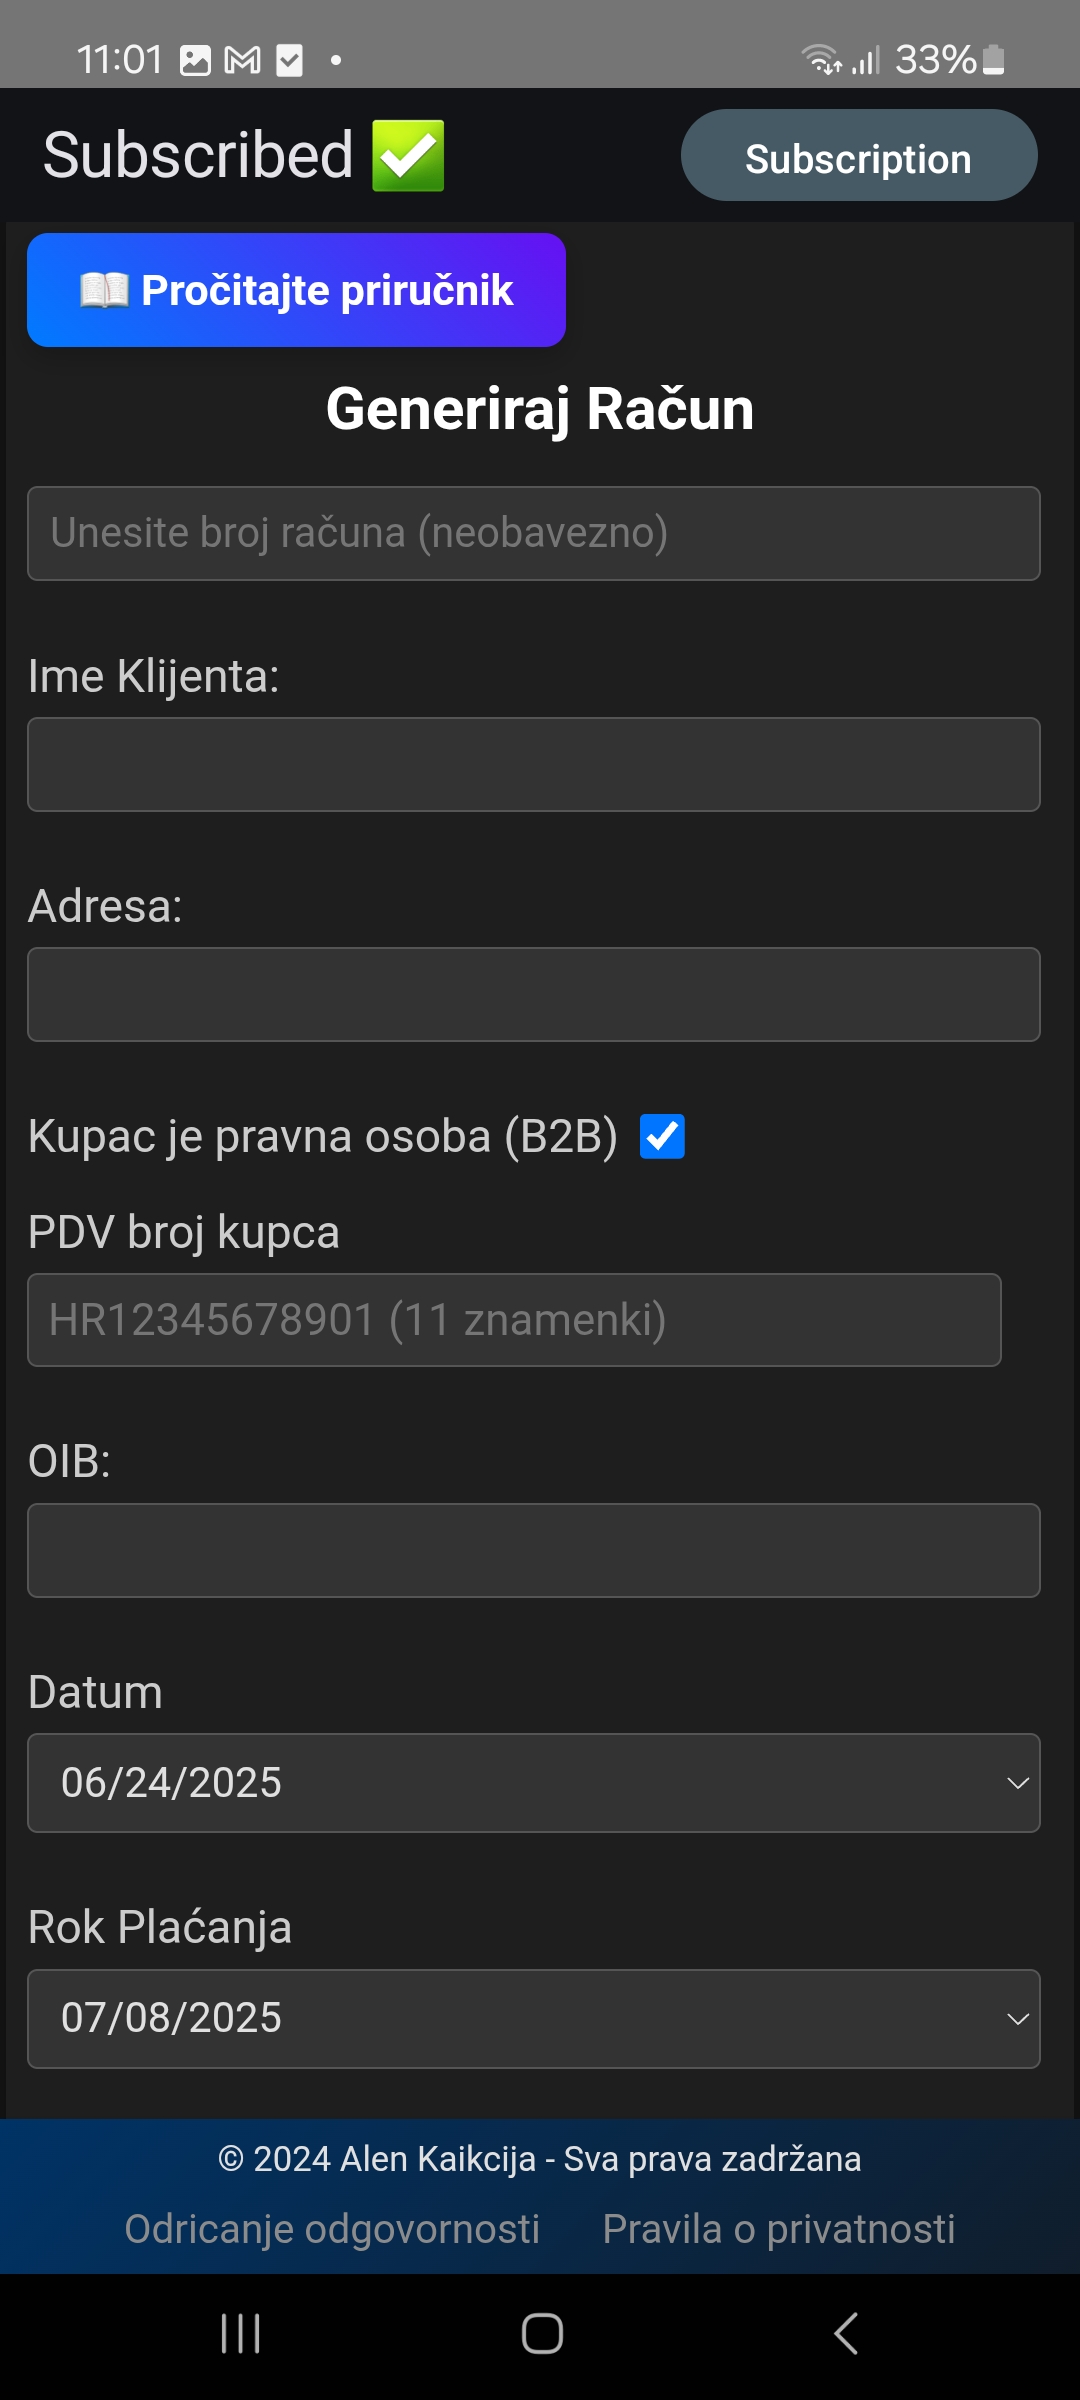 11:01
33%
Subscribed ✅
Subscription
📖 Pročitajte priručnik
Generiraj Račun
Unesite broj računa (neobavezno)
Ime Klijenta:
Adresa:
Kupac je pravna osoba (B2B)
PDV broj kupca
HR12345678901 (11 znamenki)
OIB:
Datum
06/24/2025
Rok Plaćanja
07/08/2025
© 2024 Alen Kaikcija - Sva prava zadržana
Odricanje odgovornosti
Pravila o privatnosti